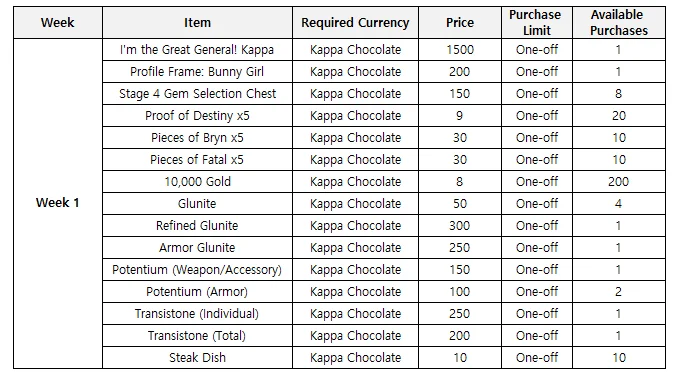 Week Item Required Currency Price Purchase Limit Available Purchases
Week 1
I'm the Great General! Kappa Kappa Chocolate 1500 One-off 1
Profile Frame: Bunny Girl Kappa Chocolate 200 One-off 1
Stage 4 Gem Selection Chest Kappa Chocolate 150 One-off 8
Proof of Destiny x5 Kappa Chocolate 9 One-off 20
Pieces of Bryn x5 Kappa Chocolate 30 One-off 10
Pieces of Fatal x5 Kappa Chocolate 30 One-off 10
10,000 Gold Kappa Chocolate 8 One-off 200
Glunite Kappa Chocolate 50 One-off 4
Refined Glunite Kappa Chocolate 300 One-off 1
Armor Glunite Kappa Chocolate 250 One-off 1
Potentium (Weapon/Accessory) Kappa Chocolate 150 One-off 1
Potentium (Armor) Kappa Chocolate 100 One-off 2
Transistone (Individual) Kappa Chocolate 250 One-off 1
Transistone (Total) Kappa Chocolate 200 One-off 1
Steak Dish Kappa Chocolate 10 One-off 10